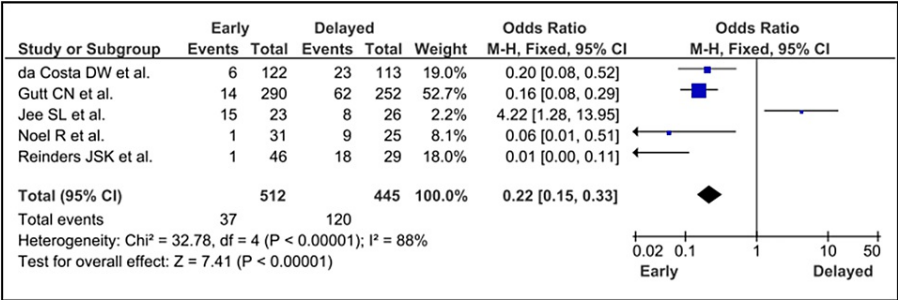 Early Delayed Odds Ratio Odds Ratio
Study or Subgroup Events Total Events Total Weight M-H, Fixed, 95% CI M-H, Fixed, 95% CI
da Costa DW et al. 6 122 23 113 19.0% 0.20 [0.08, 0.52]
Gutt CN et al. 14 290 62 252 52.7% 0.16 [0.08, 0.29]
Jee SL et al. 15 23 8 26 2.2% 4.22 [1.28, 13.95]
Noel R et al. 1 31 9 25 8.1% 0.06 [0.01, 0.51]
Reinders JSK et al. 1 46 18 29 18.0% 0.01 [0.00, 0.11]
Total (95% CI) 512 445 100.0% 0.22 [0.15, 0.33]
Total events 37 120
Heterogeneity: Chi² = 32.78, df = 4 (P < 0.00001); I² = 88%
Test for overall effect: Z = 7.41 (P < 0.00001)
0.02 0.1 1 10 50
Early Delayed